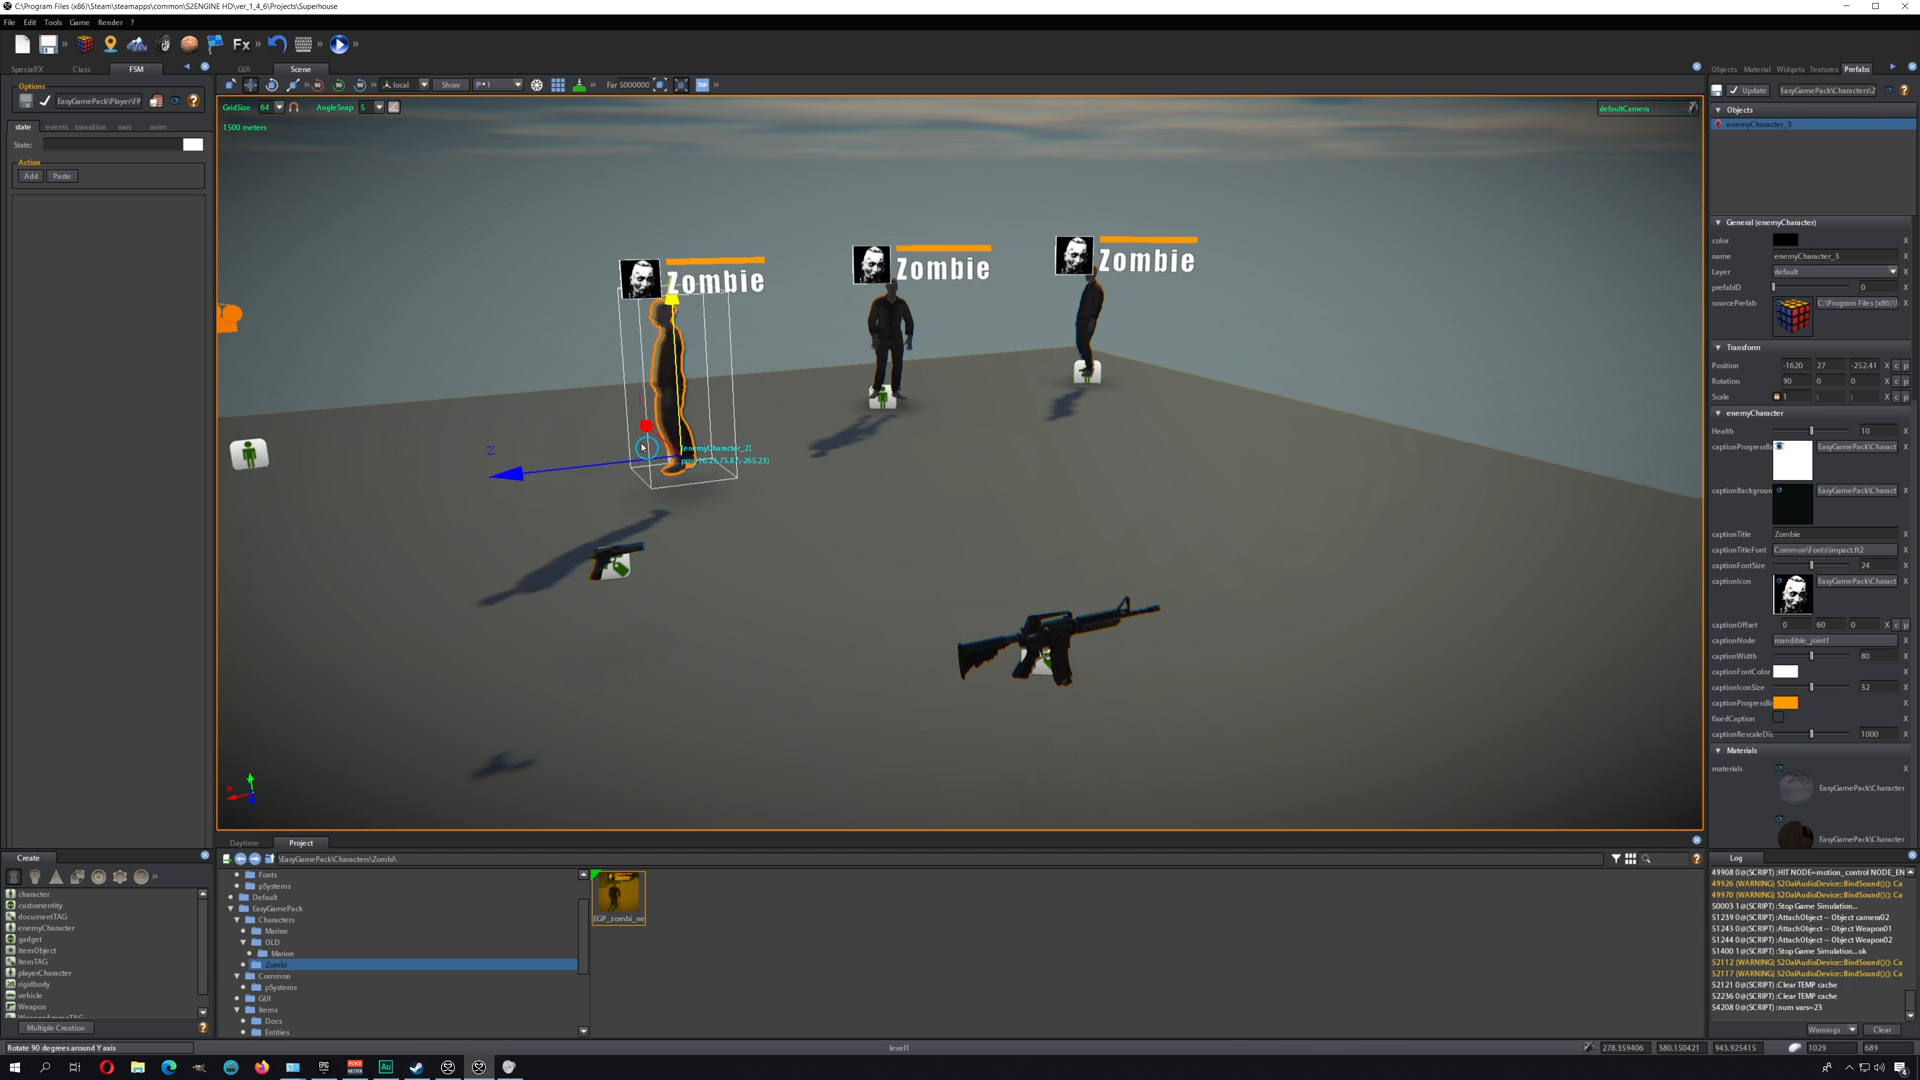 C:\Program Files (x86)\Steam\steamapps\common\S2ENGINE HD\ver_1_4_6\Projects\Superhouse
File Edit Tools Game Render ?
Fx
SpecialFX Class FSM
GUI Scene
Objects Material Widgets Textures Prefabs
Options
EasyGamePack\Player\FP
state events transition vars anim
State:
Action
Add Paste
local Show 1 Far 5000000 TOP
GridSize 64 AngleSnap 5
1500 meters
defaultCamera
Zombie
Zombie
Zombie
Z
[enemyCharacter_2]
Update EasyGamePack\Characters\Z
Objects
enemyCharacter_3
General (enemyCharacter)
color
name enemyCharacter_3 X
Layer default
prefabID 0 X
sourcePrefab C:\Program Files (x86)\S X
Transform
Position -1620 27 -252.41 X c p
Rotation 90 0 0 X c p
Scale 1 X c p
enemyCharacter
Health 10 X
captionProgressBa EasyGamePack\Charact X
captionBackgroun EasyGamePack\Charact X
captionTitle Zombie X
captionTitleFont Common\Fonts\impact.ft2 X
captionFontSize 24 X
captionIcon EasyGamePack\Charact X
captionOffset 0 60 0 X c p
captionNode mandible_joint1 X
captionWidth 80 X
captionFontColor X
captionIconSize 32 X
captionProgressBa X
fixedCaption X
captionRescaleDis 1000 X
Materials
materials X
EasyGamePack\Character
EasyGamePack\Character
Create
character
customentity
documentTAG
enemyCharacter
gadget
itemObject
ItemTAG
playerCharacter
rigidbody
vehicle
Weapon
WeaponAmmoTAG
Multiple Creation
Daytime Project
\EasyGamePack\Characters\Zombi\
Fonts
pSystems
Default
EasyGamePack
Characters
Marine
OLD
Marine
Zombi
Common
pSystems
GUI
Items
Docs
Entities
EGP_zombi_ne
Log
49908 0@(SCRIPT) :HIT NODE=motion_control NODE_EN
49926 (WARNING) S2OalAudioDevice::BindSound()(): Ca
49970 (WARNING) S2OalAudioDevice::BindSound()(): Ca
50003 1@(SCRIPT) :Stop Game Simulation...
51239 0@(SCRIPT) :AttachObject -- Object camera02
51243 0@(SCRIPT) :AttachObject -- Object Weapon01
51244 0@(SCRIPT) :AttachObject -- Object Weapon02
51400 1@(SCRIPT) :Stop Game Simulation...ok
52112 (WARNING) S2OalAudioDevice::BindSound()(): Ca
52117 (WARNING) S2OalAudioDevice::BindSound()(): Ca
52121 0@(SCRIPT) :Clear TEMP cache
52236 0@(SCRIPT) :Clear TEMP cache
54208 0@(SCRIPT) :num vars=23
Warnings Clear
Rotate 90 degrees around Y axis
level1
278.359406 380.150421 943.925415 1029 689
EPIC
Au